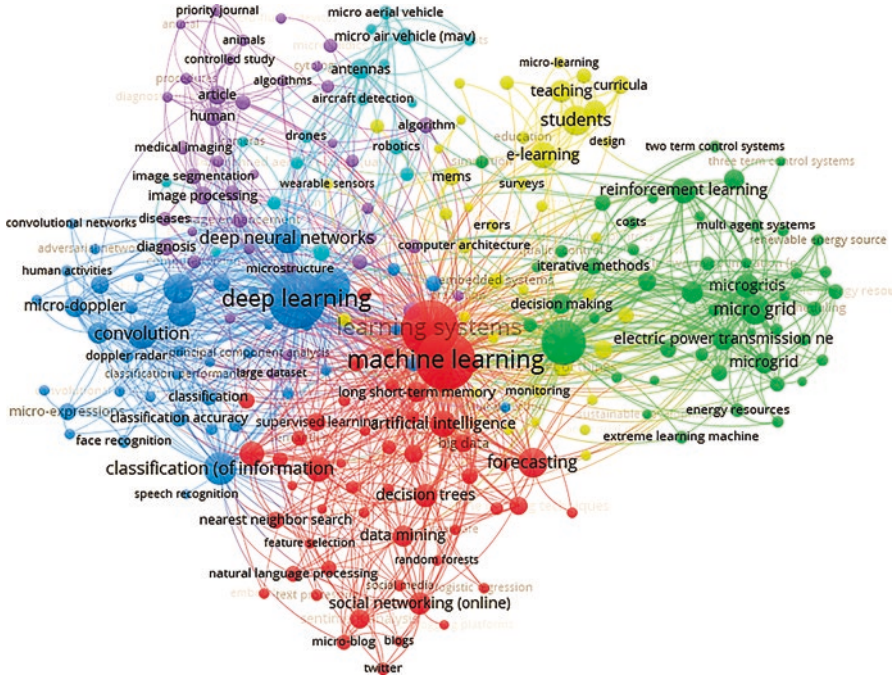 priority journal
micro aerial vehicle
micro air vehicle (mav)
animals
controlled study
algorithms
antennas
procedures
article
human
aircraft detection
micro-learning
teaching
curricula
students
education
design
e-learning
drones
algorithm
robotics
medical imaging
image segmentation
image processing
wearable sensors
mems
surveys
two term control systems
three term control systems
reinforcement learning
convolutional networks
diseases
deep neural networks
diagnosis
computer architecture
errors
costs
multi agent systems
renewable energy source
human activities
microstructure
iterative methods
embedded systems
deep learning
decision making
microgrids
micro grid
micro-doppler
convolution
learning systems
electric power transmission ne
doppler radar
principal component analysis
machine learning
microgrid
classification performance
large dataset
classification
long short-term memory
monitoring
micro-expressions
classification accuracy
supervised learning
artificial intelligence
energy resources
face recognition
big data
extreme learning machine
classification (of information
forecasting
speech recognition
decision trees
nearest neighbor search
data mining
feature selection
random forests
natural language processing
social media
social networking (online)
micro-blog
blogs
twitter